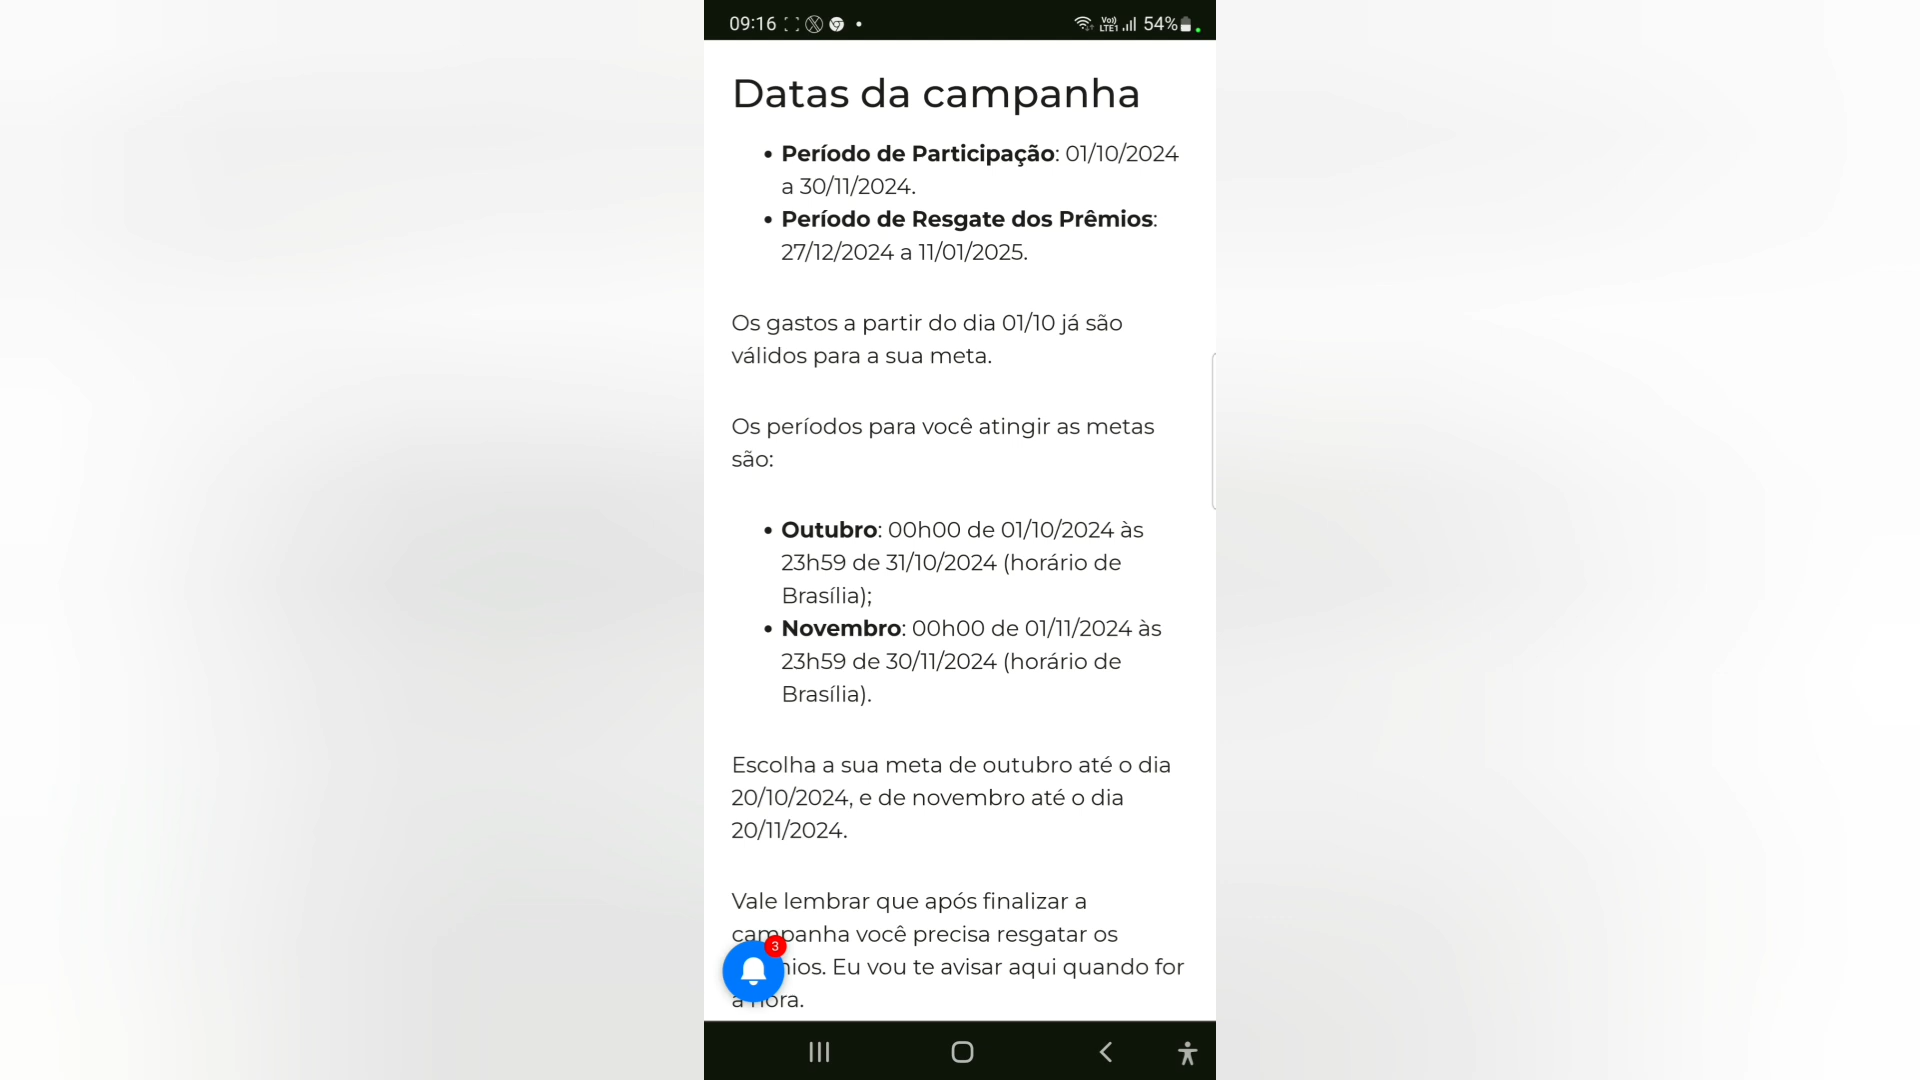 09:16
Vo))
LTE1
54%
Datas da campanha
• Período de Participação: 01/10/2024
a 30/11/2024.
• Período de Resgate dos Prêmios:
27/12/2024 a 11/01/2025.
Os gastos a partir do dia 01/10 já são
válidos para a sua meta.
Os períodos para você atingir as metas
são:
• Outubro: 00h00 de 01/10/2024 às
23h59 de 31/10/2024 (horário de
Brasília);
• Novembro: 00h00 de 01/11/2024 às
23h59 de 30/11/2024 (horário de
Brasília).
Escolha a sua meta de outubro até o dia
20/10/2024, e de novembro até o dia
20/11/2024.
Vale lembrar que após finalizar a
campanha você precisa resgatar os
3
nios. Eu vou te avisar aqui quando for
a hora.